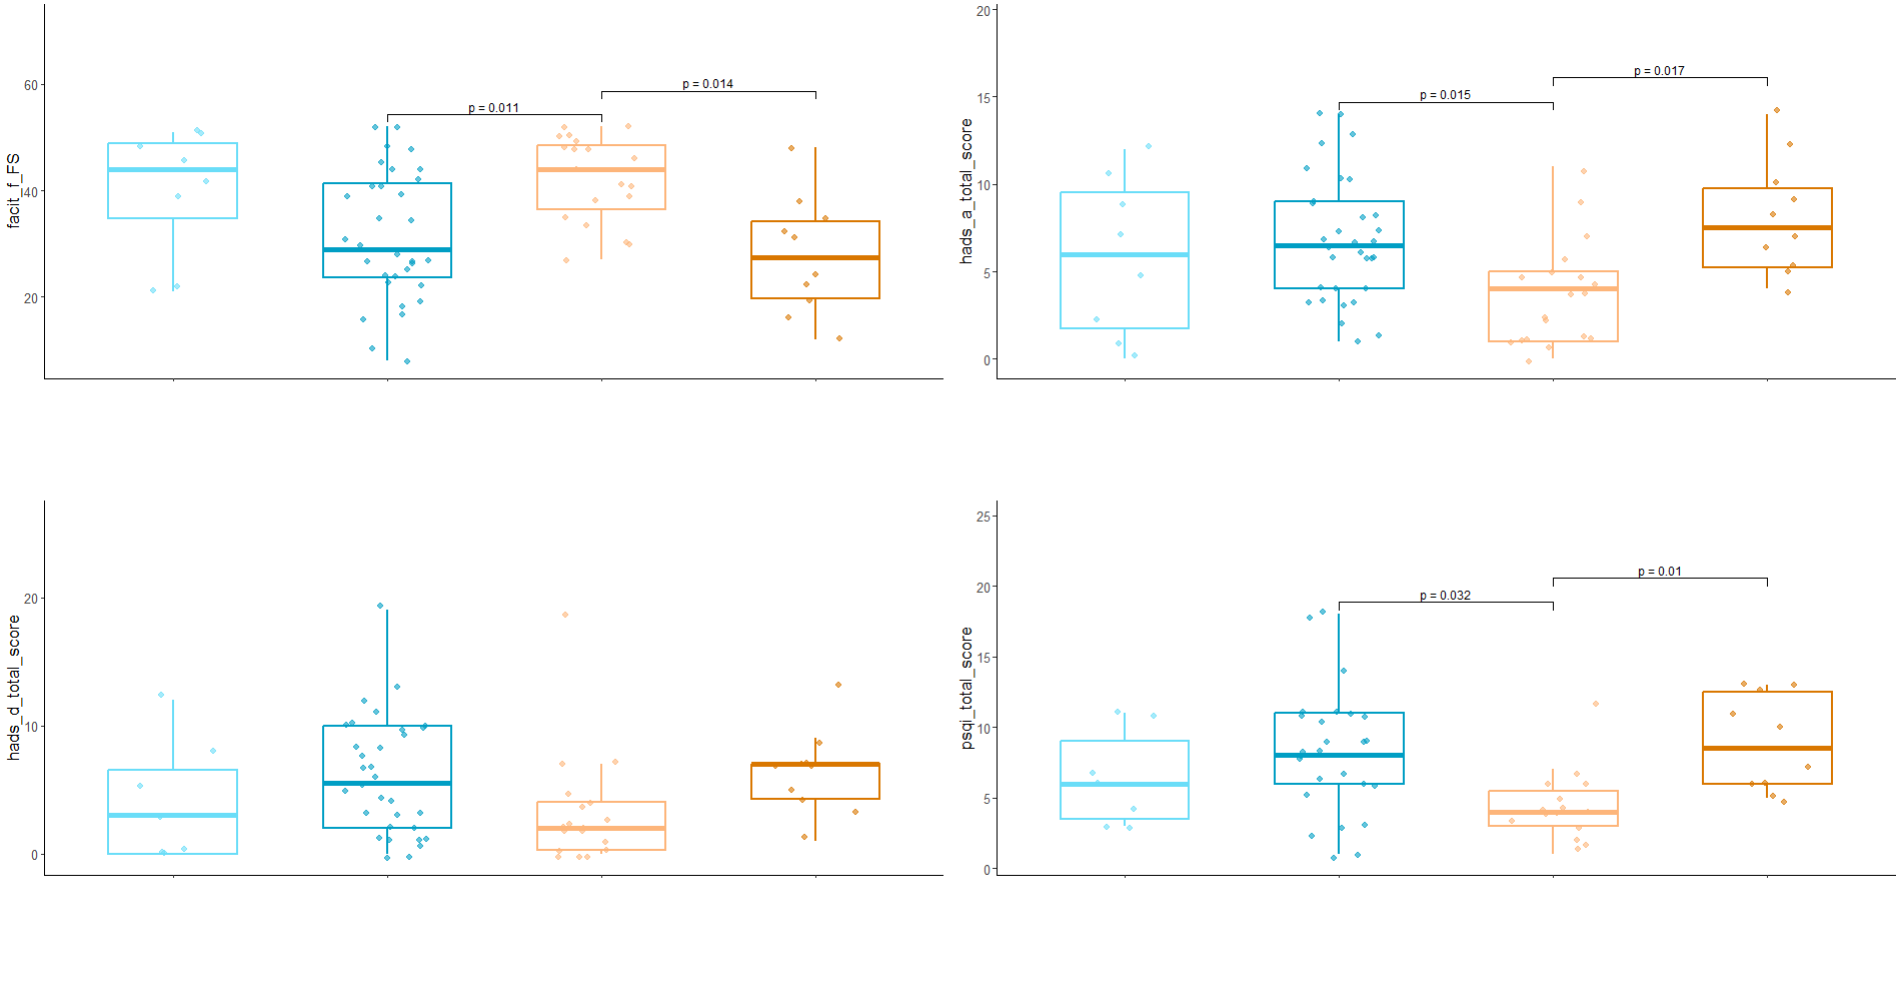 facit_f_FS
60
40
20
p = 0.011
p = 0.014
hads_a_total_score
20
15
10
5
0
p = 0.015
p = 0.017
hads_d_total_score
20
10
0
psqi_total_score
25
20
15
10
5
0
p = 0.032
p = 0.01